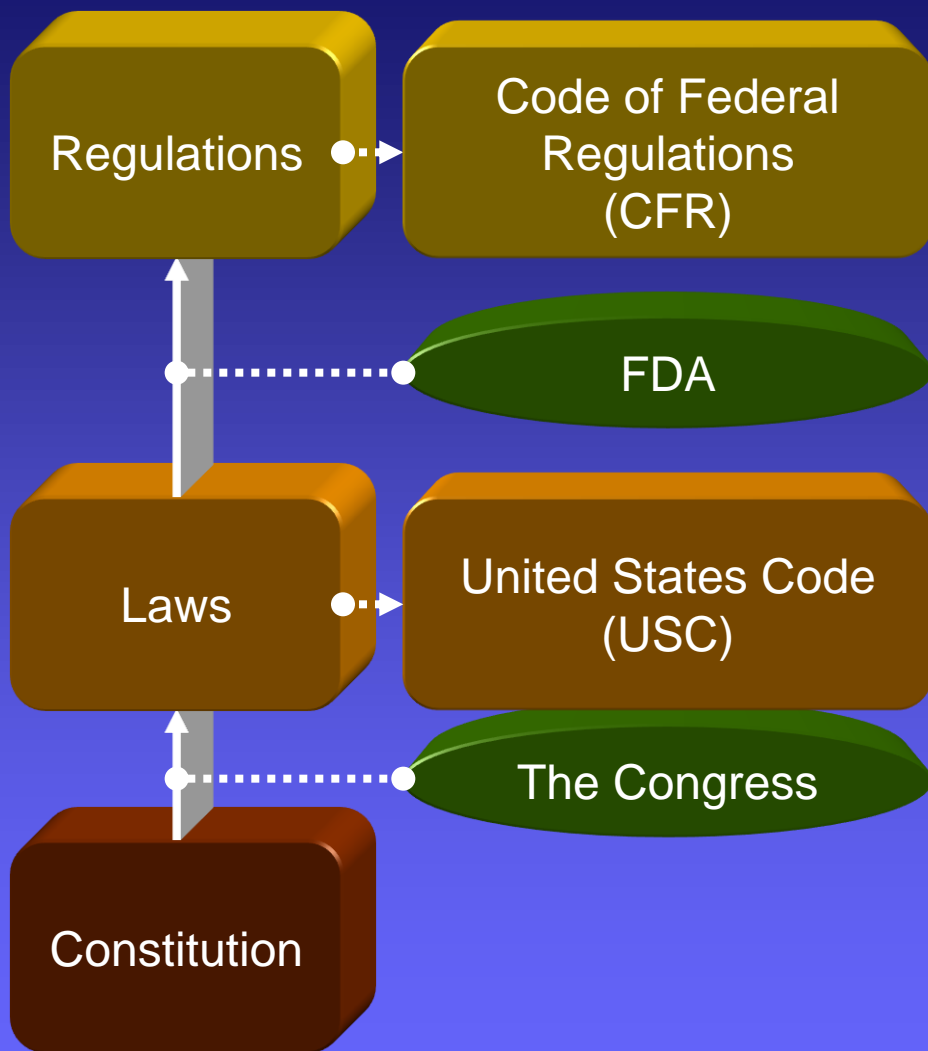 Regulations
Code of Federal
Regulations
(CFR)
FDA
Laws
United States Code
(USC)
The Congress
Constitution